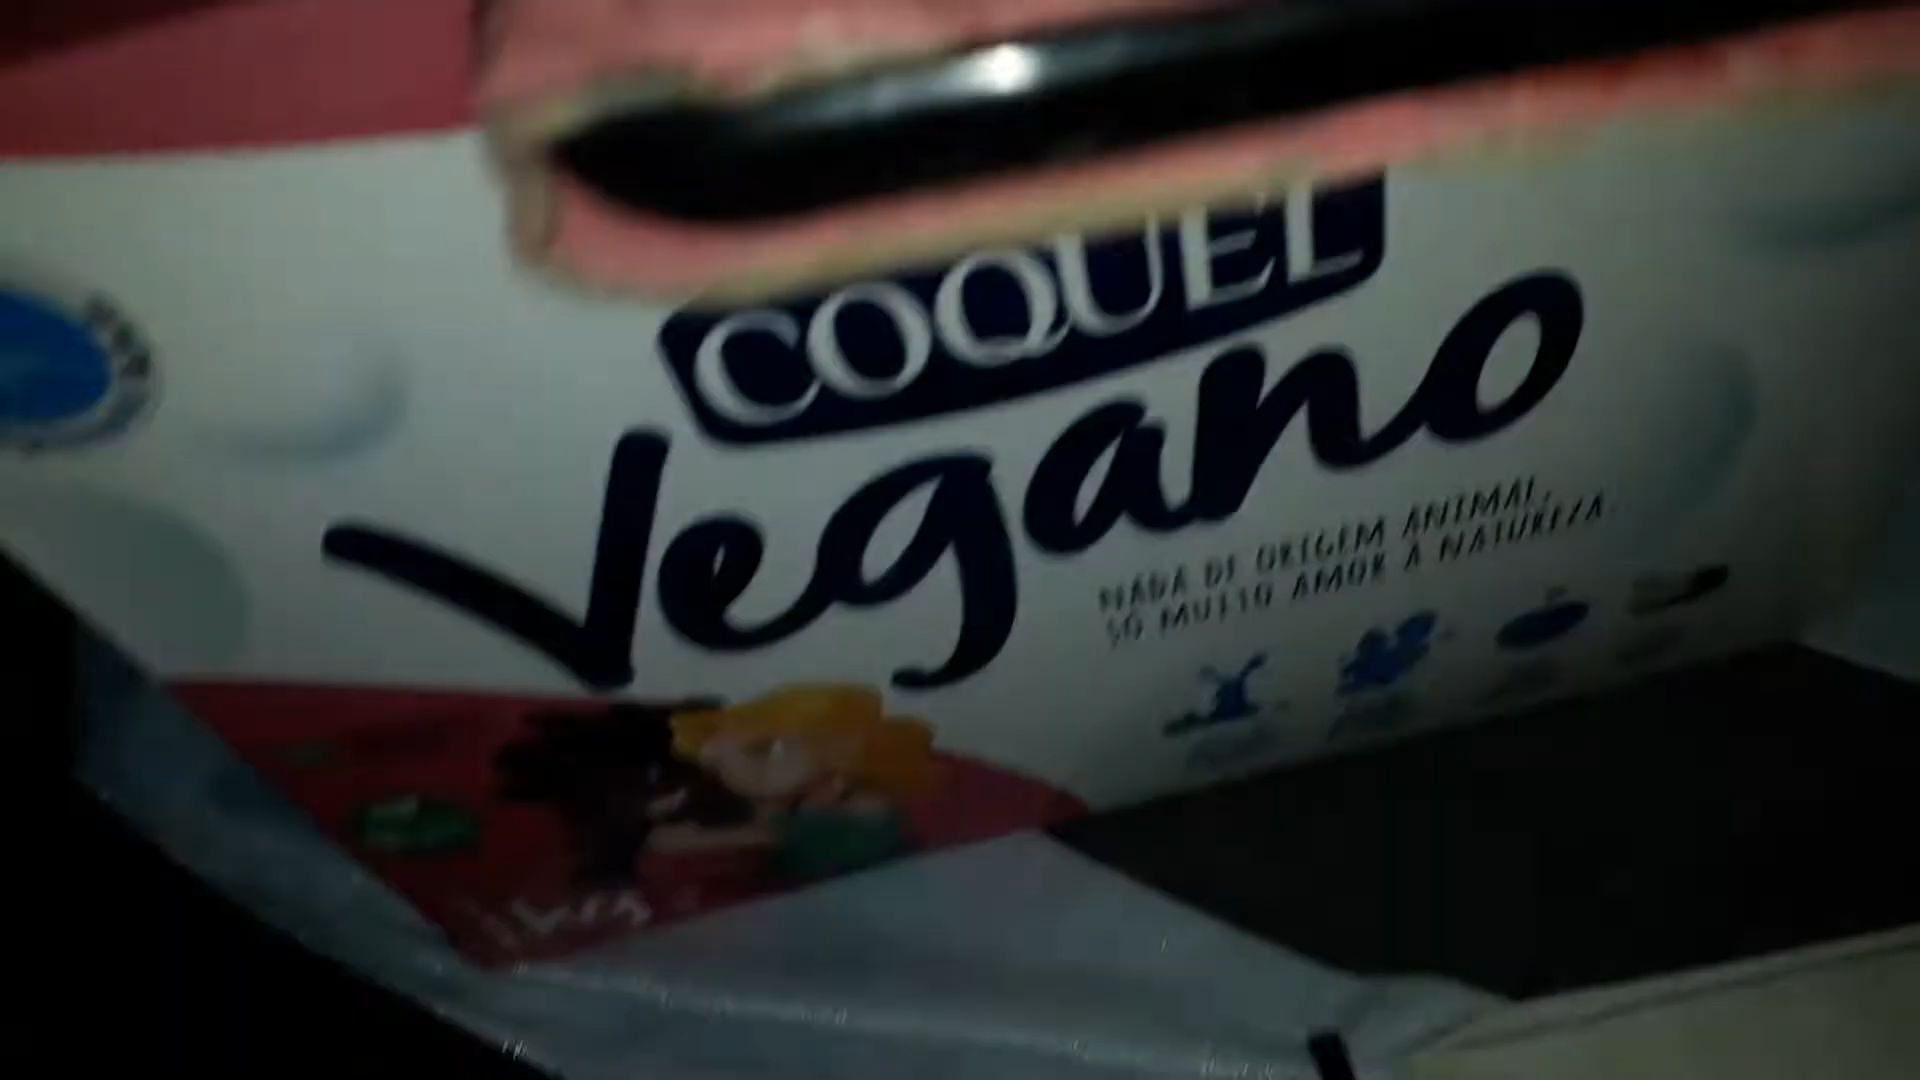 COQUEL
Vegano
NADA DE ORIGEM ANIMAL,
SÓ MUITO AMOR À NATUREZA.